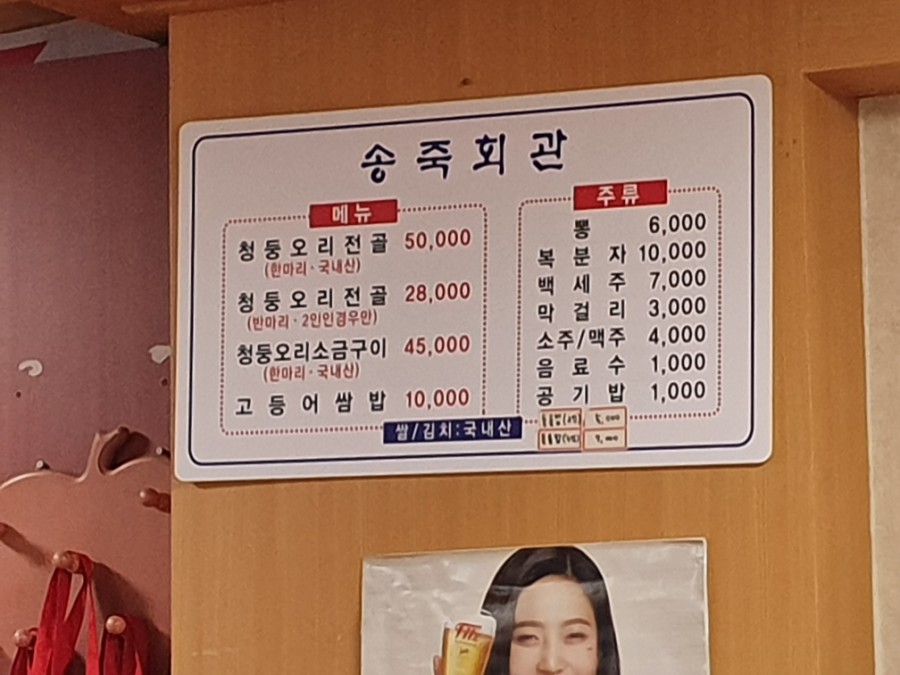 송죽회관
메뉴
청둥오리전골 50,000
(한마리·국내산)
청둥오리전골 28,000
(반마리·2인인경우만)
청둥오리소금구이 45,000
(한마리·국내산)
고등어쌈밥 10,000
쌀/김치:국내산
주류
뽕 6,000
복분자 10,000
백세주 7,000
막걸리 3,000
소주/맥주 4,000
음료수 1,000
공기밥 1,000
Fitz